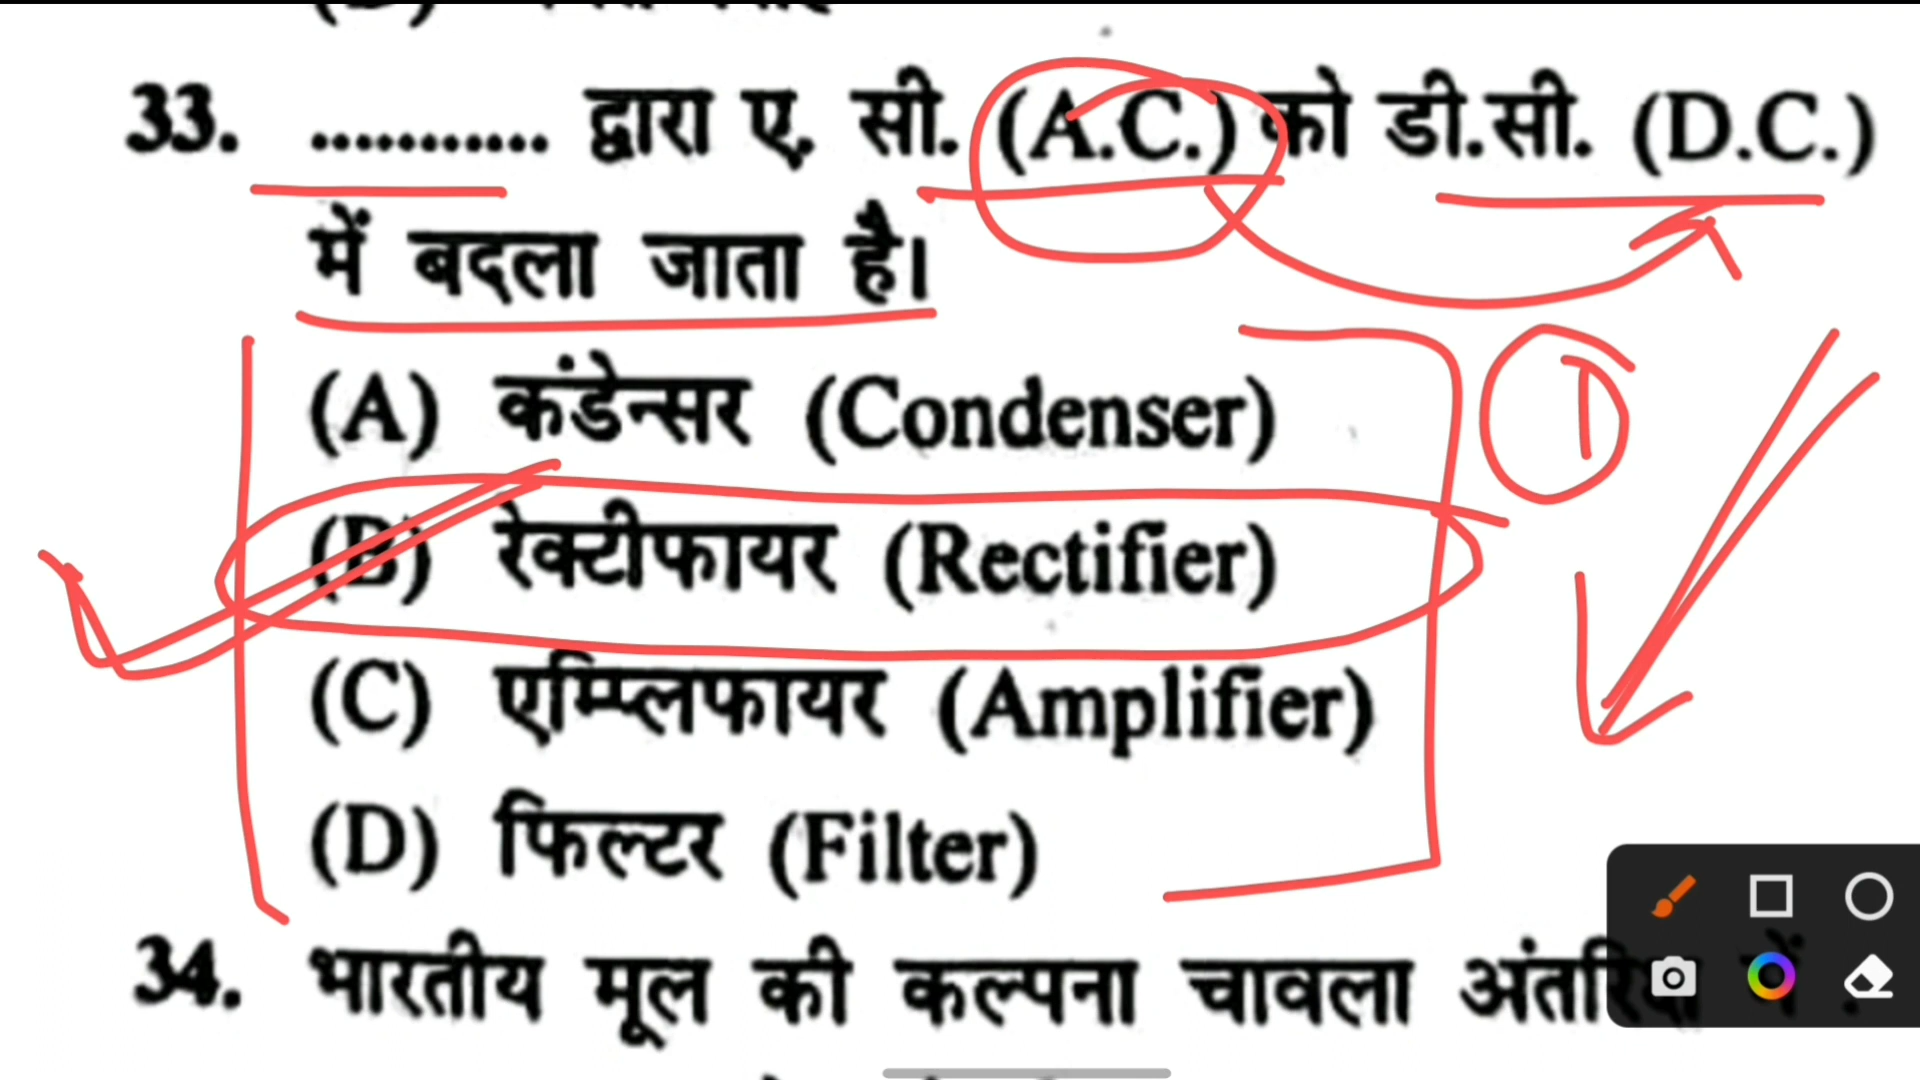 33. ........... द्वारा ए. सी. (A.C.) को डी.सी. (D.C.)
में बदला जाता है।
(A) कंडेन्सर (Condenser)
(B) रेक्टीफायर (Rectifier)
(C) एम्प्लिफायर (Amplifier)
(D) फिल्टर (Filter)
34. भारतीय मूल की कल्पना चावला